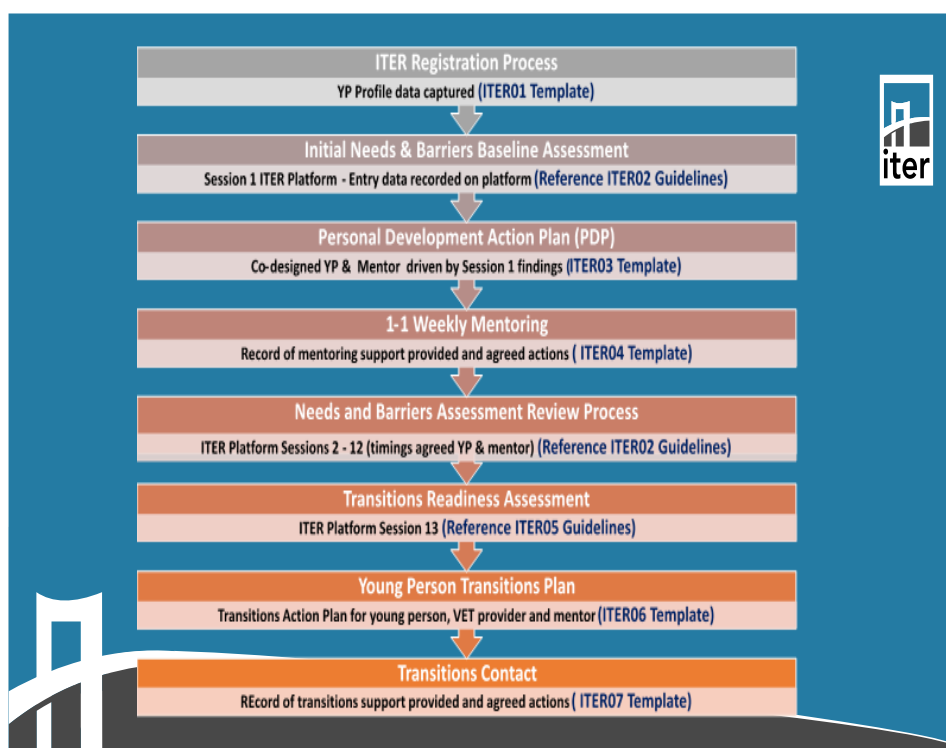 ITER Registration Process
YP Profile data captured (ITER01 Template)
iter
Initial Needs & Barriers Baseline Assessment
Session 1 ITER Platform - Entry data recorded on platform (Reference ITER02 Guidelines)
Personal Development Action Plan (PDP)
Co-designed YP & Mentor driven by Session 1 findings (ITER03 Template)
1-1 Weekly Mentoring
Record of mentoring support provided and agreed actions ( ITER04 Template)
Needs and Barriers Assessment Review Process
ITER Platform Sessions 2 - 12 (timings agreed YP & mentor) (Reference ITER02 Guidelines)
Transitions Readiness Assessment
ITER Platform Session 13 (Reference ITER05 Guidelines)
Young Person Transitions Plan
Transitions Action Plan for young person, VET provider and mentor (ITER06 Template)
Transitions Contact
REcord of transitions support provided and agreed actions ( ITER07 Template)